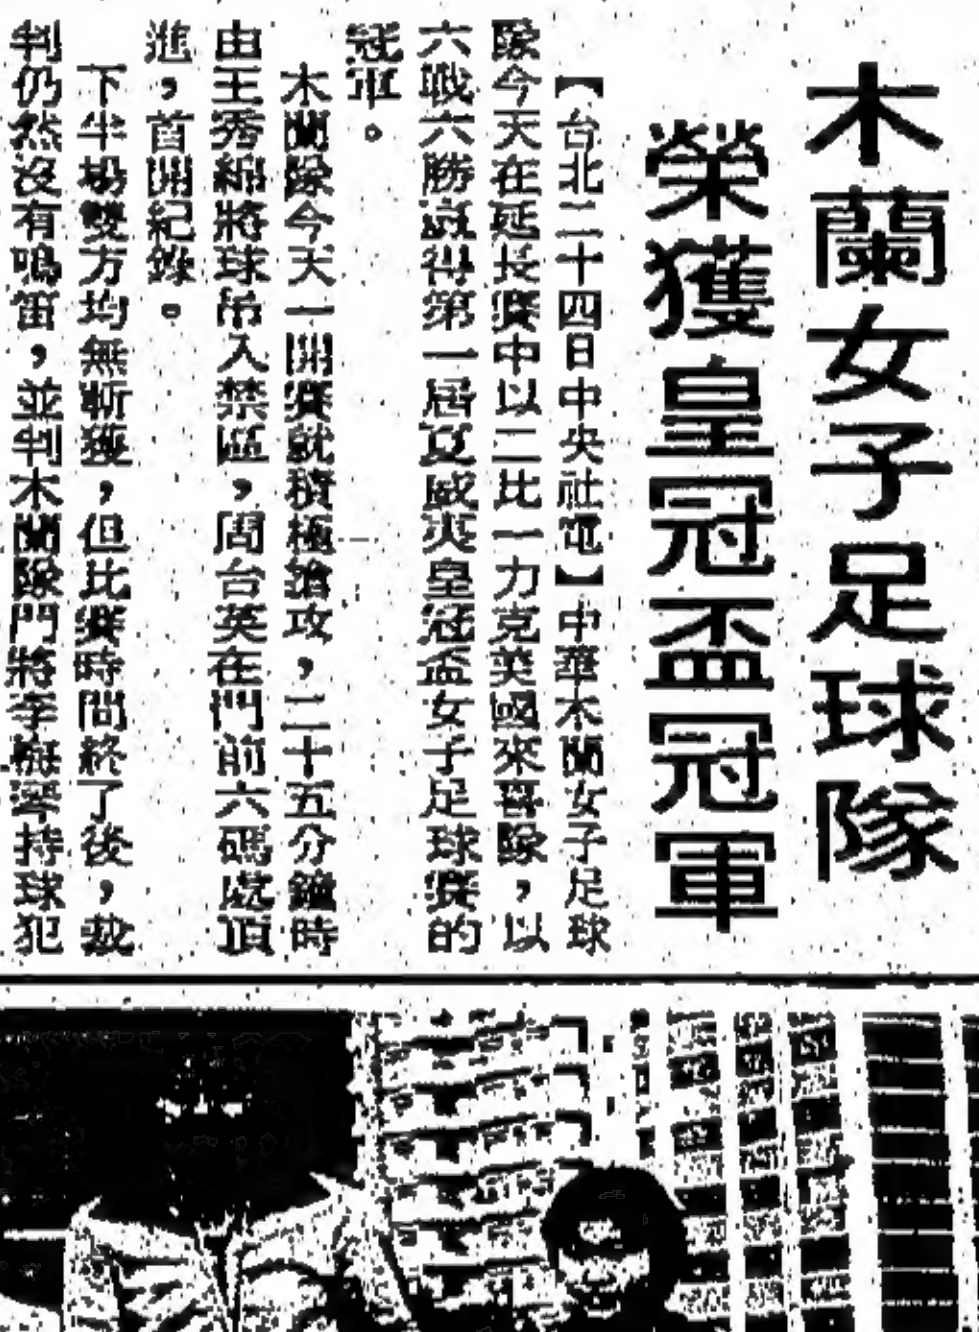 木蘭女子足球隊
榮獲皇冠盃冠軍
【台北二十四日中央社電】中華木蘭女子足球
隊今天在延長賽中以二比一力克美國來喜隊，以
六戰六勝贏得第一屆夏威夷皇冠盃女子足球賽的
冠軍。
木蘭隊今天一開賽就積極搶攻，二十五分鐘時
由王秀綿將球吊入禁區，周台英在門前六碼處頂
進，首開紀錄。
下半場雙方均無斬獲，但比賽時間終了後，裁
判仍然沒有鳴笛，並判木蘭隊門將李梅琴持球犯